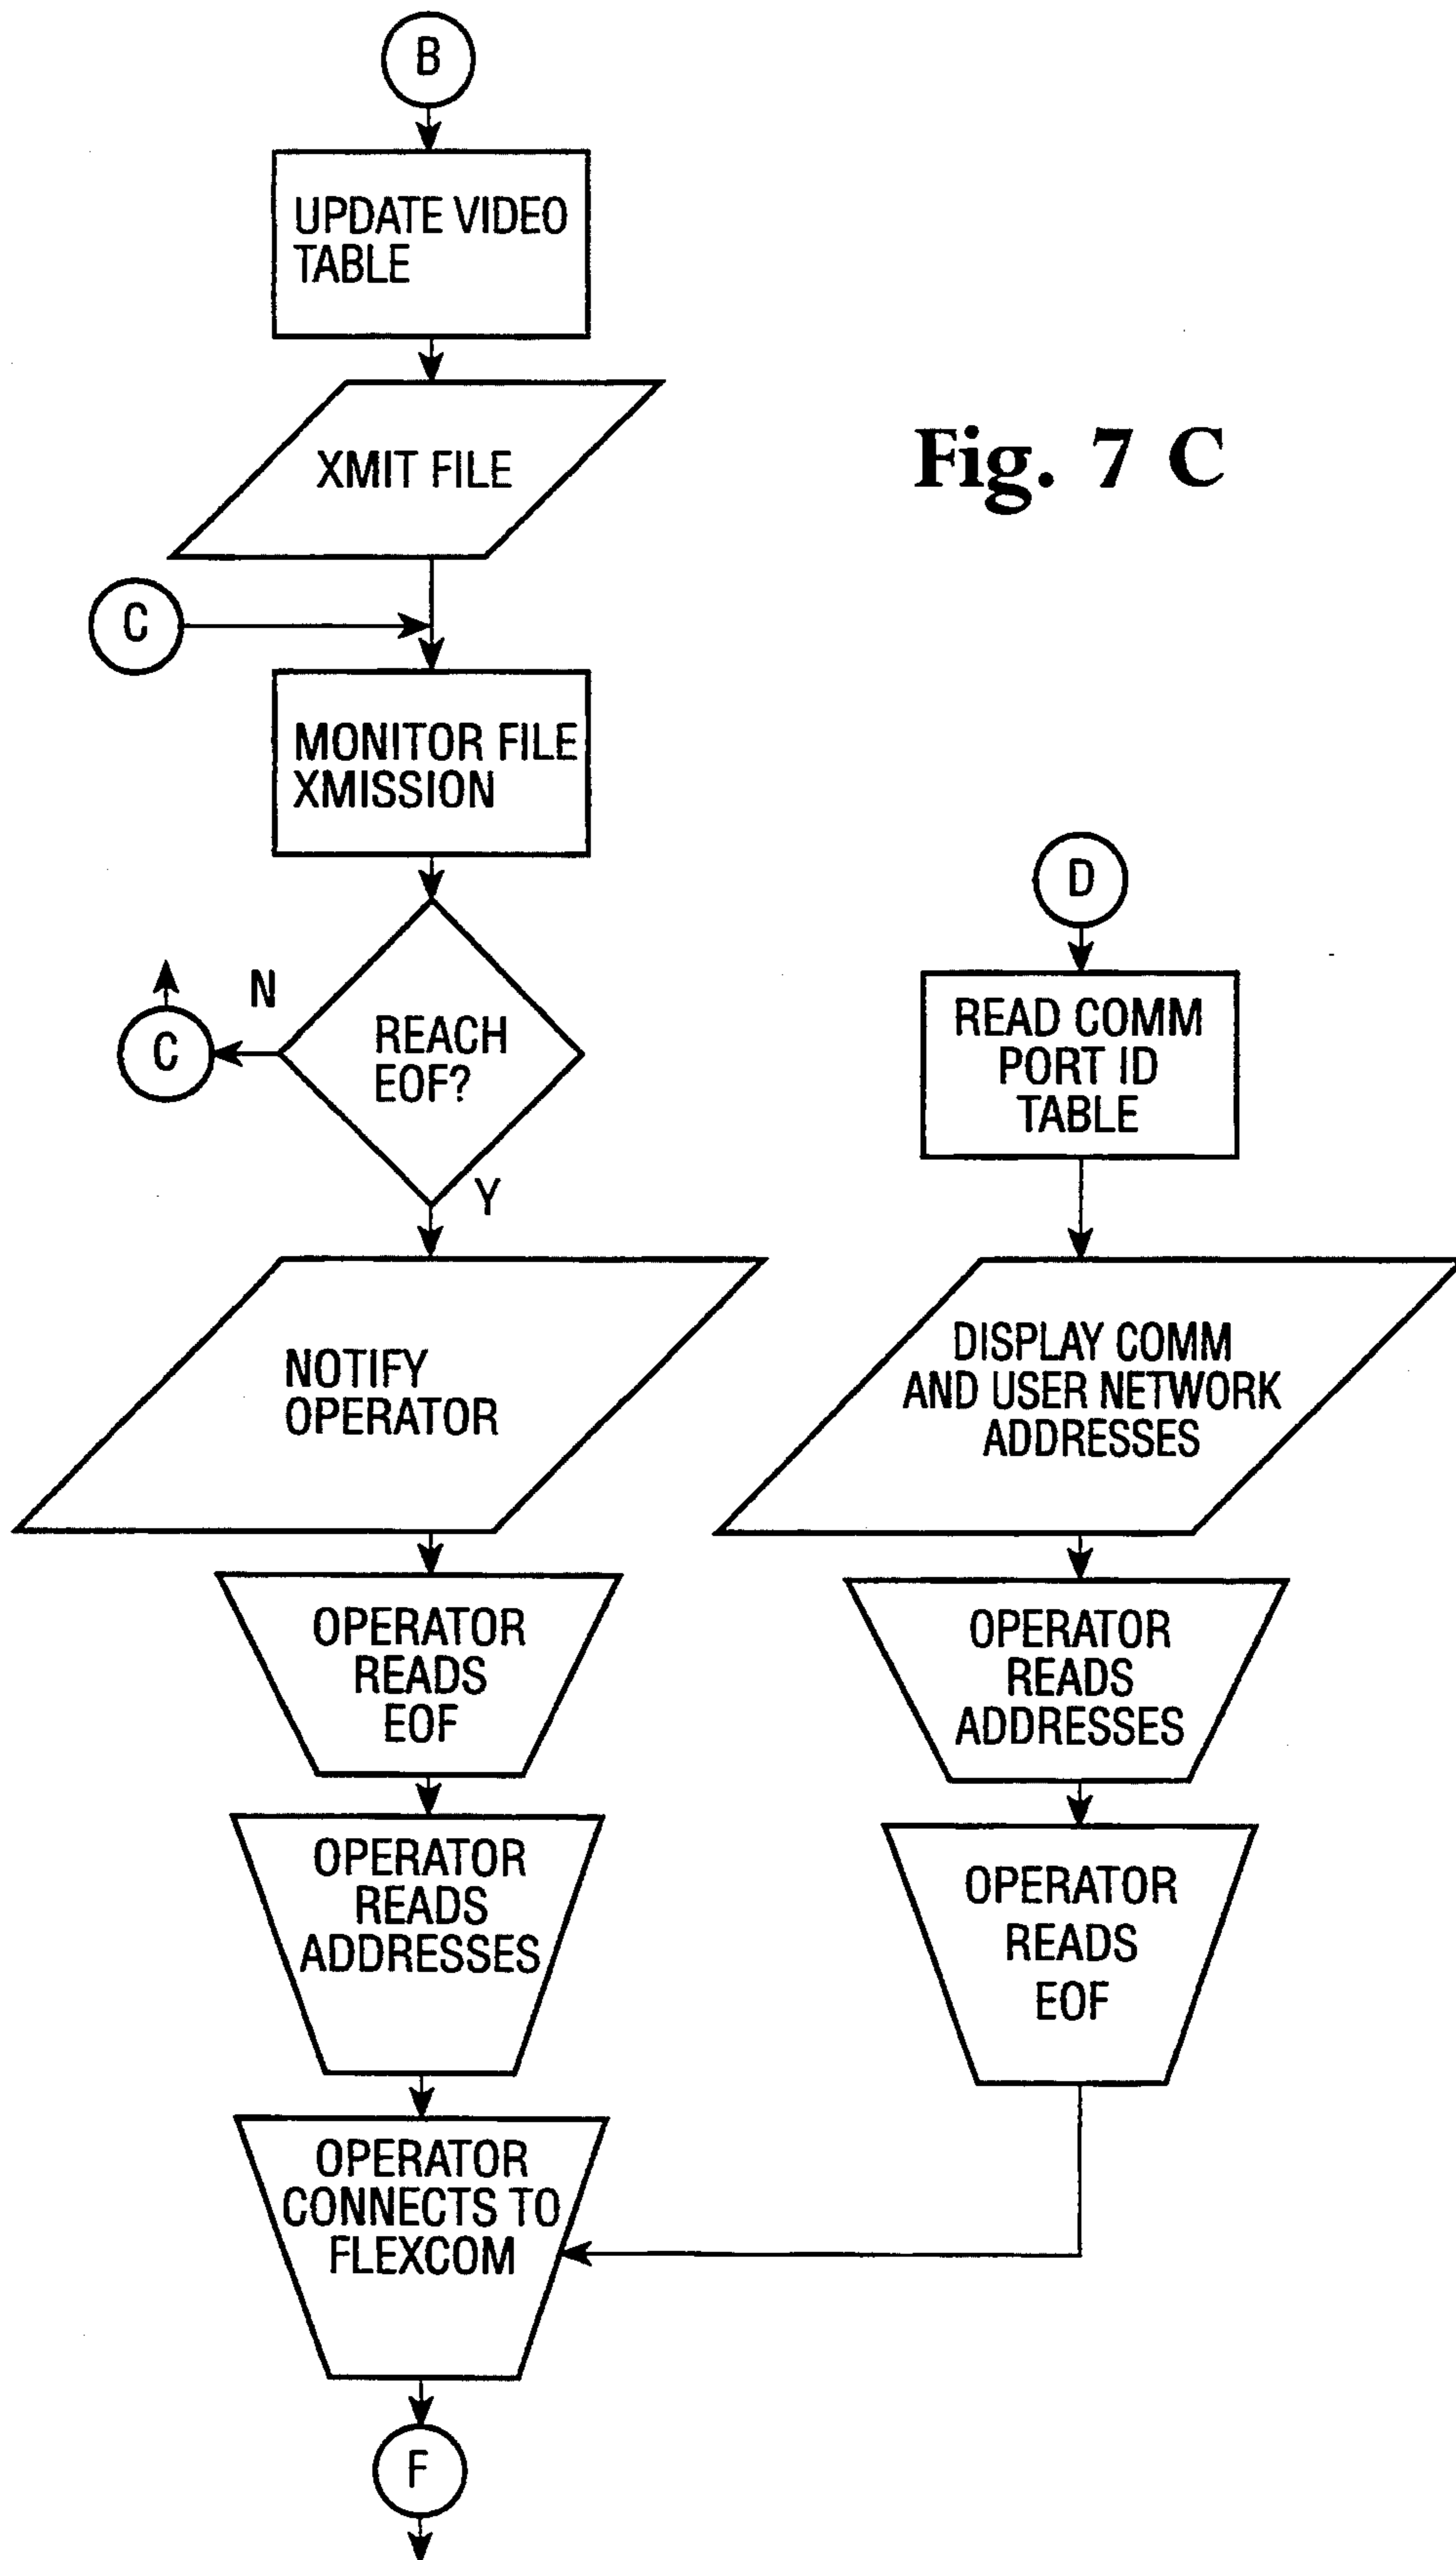 B
UPDATE VIDEO
TABLE
XMIT FILE
Fig. 7 C
C
MONITOR FILE
XMISSION
N
C
REACH
EOF?
Y
NOTIFY
OPERATOR
OPERATOR
READS
EOF
OPERATOR
READS
ADDRESSES
OPERATOR
CONNECTS TO
FLEXCOM
F
D
READ COMM
PORT ID
TABLE
DISPLAY COMM
AND USER NETWORK
ADDRESSES
OPERATOR
READS
ADDRESSES
OPERATOR
READS
EOF